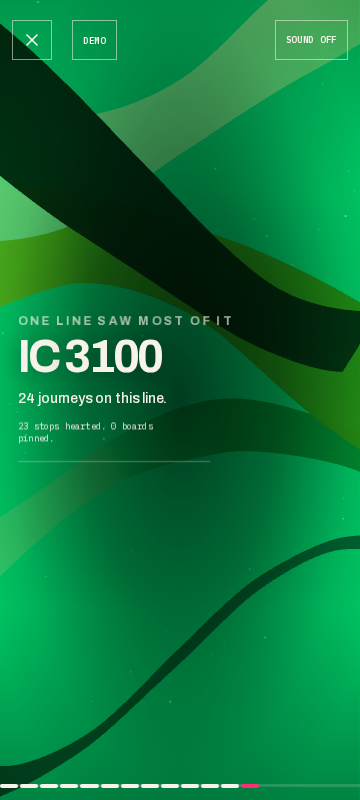 DEMO
SOUND OFF
ONE LINE SAW MOST OF IT
IC 3100
24 journeys on this line.
23 stops hearted. 0 boards
pinned.